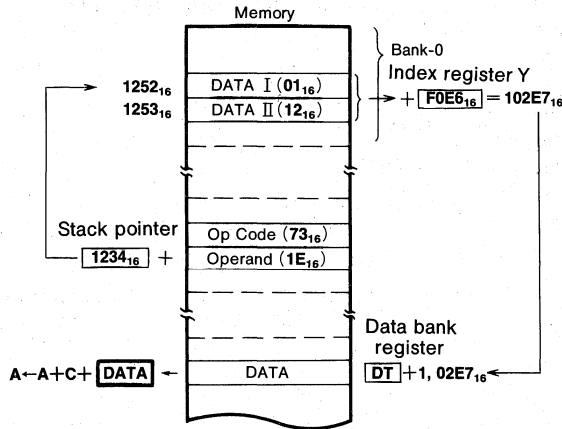 Memory
Bank-0
Index register Y
1252₁₆ DATA Ⅰ (01₁₆) + F0E6₁₆ = 102E7₁₆
1253₁₆ DATA Ⅱ (12₁₆)
Stack pointer
Op Code (73₁₆)
1234₁₆ + Operand (1E₁₆)
Data bank
register
A←A+C+ DATA ← DATA DT +1, 02E7₁₆